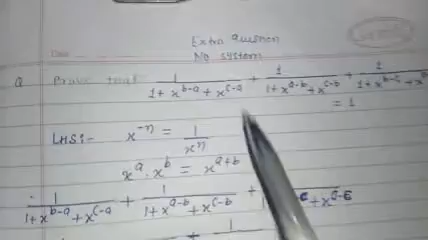 Extra Question
No system
Q Prove that 1/(1+x^(b-a)+x^(c-a)) + 1/(1+x^(a-b)+x^(c-b)) + 1/(1+x^(b-c)+x
= 1
LHS:- x^(-n) = 1/x^n
x^a . x^b = x^(a+b)
1/(1+x^(b-a)+x^(c-a)) + 1/(1+x^(a-b)+x^(c-b)) +
+ 1